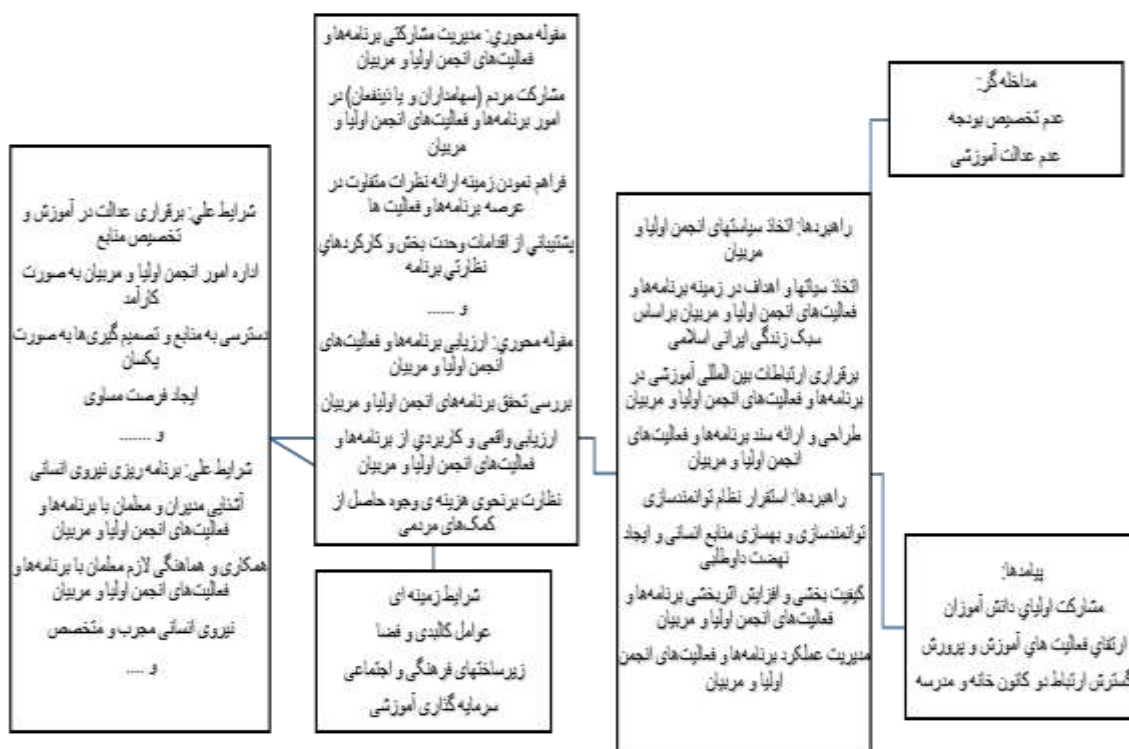 مداخله گر:
عدم تخصیص بودجه
عدم عدالت آموزشی
راهبردها: اتخاذ سیاستهای انجمن اولیا و
مربیان
اتخاذ سیاتها و اهداف در زمینه برنامه‌ها و
فعالیت‌های انجمن اولیا و مربیان براساس
سبک زندگی ایرانی اسلامی
برقراری ارتباطات بین المللی آموزشی در
برنامه‌ها و فعالیت‌های انجمن اولیا و مربیان
طراحی و ارائه سند برنامه‌ها و فعالیت‌های
انجمن اولیا و مربیان
راهبردها: استقرار نظام توانمندسازی
توانمندسازی و بهسازی منابع انسانی و ایجاد
نهضت داوطلبی
کیفیت بخشی و افزایش اثربخشی برنامه‌ها و
فعالیت‌های انجمن اولیا و مربیان
مدیریت عملکرد برنامه‌ها و فعالیت‌های انجمن
اولیا و مربیان
پیامدها:
مشارکت اولیاي دانش آموزان
ارتقاي فعالیت هاي آموزش و پرورش
گسترش ارتباط دو کانون خانه و مدرسه
مقوله محوري: مدیریت مشارکتی برنامه‌ها و
فعالیت‌های انجمن اولیا و مربیان
مشارکت مردم (سهامداران و یا ذینفعان) در
امور برنامه‌ها و فعالیت‌های انجمن اولیا و
مربیان
فراهم نمودن زمینه ارائه نظرات متفاوت در
عرصه برنامه‌ها و فعالیت ها
پشتیباني از اقدامات وحدت بخش و کارکردهاي
نظارتي برنامه
و .......
مقوله محوري: ارزیابی برنامه‌ها و فعالیت‌های
انجمن اولیا و مربیان
بررسی تحقق برنامه‌های انجمن اولیا و مربیان
ارزیابی واقعی و کاربردي از برنامه‌ها و
فعالیت‌های انجمن اولیا و مربیان
نظارت برنحوی هزینه ی وجوه حاصل از
کمک‌های مردمی
شرایط زمینه ای
عوامل کالبدی و فضا
زیرساختهای فرهنگی و اجتماعی
سرمایه گذاری آموزشی
شرایط علي: برقراری عدالت در آموزش و
تخصیص منابع
اداره امور انجمن اولیا و مربیان به صورت
کارآمد
دسترسی به منابع و تصمیم گیری‌ها به صورت
یکسان
ایجاد فرصت مساوی
و ........
شرایط علی: برنامه ریزی نیروی انسانی
آشنایی مدیران و معلمان با برنامه‌ها و
فعالیت‌های انجمن اولیا و مربیان
همکاری و هماهنگی لازم معلمان با برنامه‌ها و
فعالیت‌های انجمن اولیا و مربیان
نیروی انسانی مجرب و متخصص
و ....